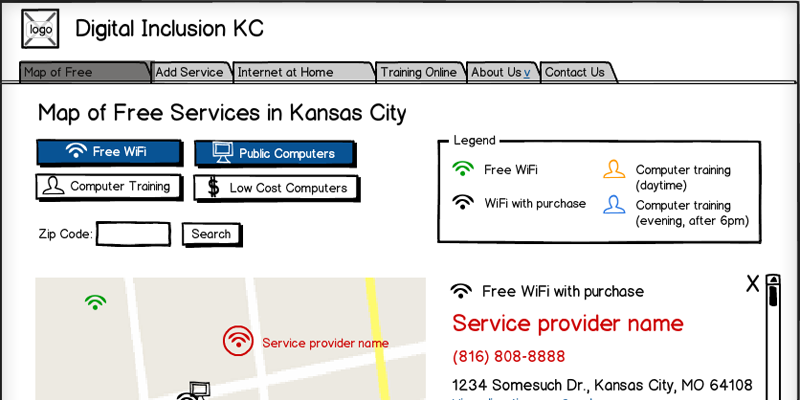 logo
Digital Inclusion KC
Map of Free
Add Service
Internet at Home
Training Online
About Us v
Contact Us
Map of Free Services in Kansas City
Free WiFi
Public Computers
Computer Training
Low Cost Computers
Zip Code:
Search
Legend
Free WiFi
WiFi with purchase
Computer training
(daytime)
Computer training
(evening, after 6pm)
Service provider name
X
Free WiFi with purchase
Service provider name
(816) 808-8888
1234 Somesuch Dr., Kansas City, MO 64108